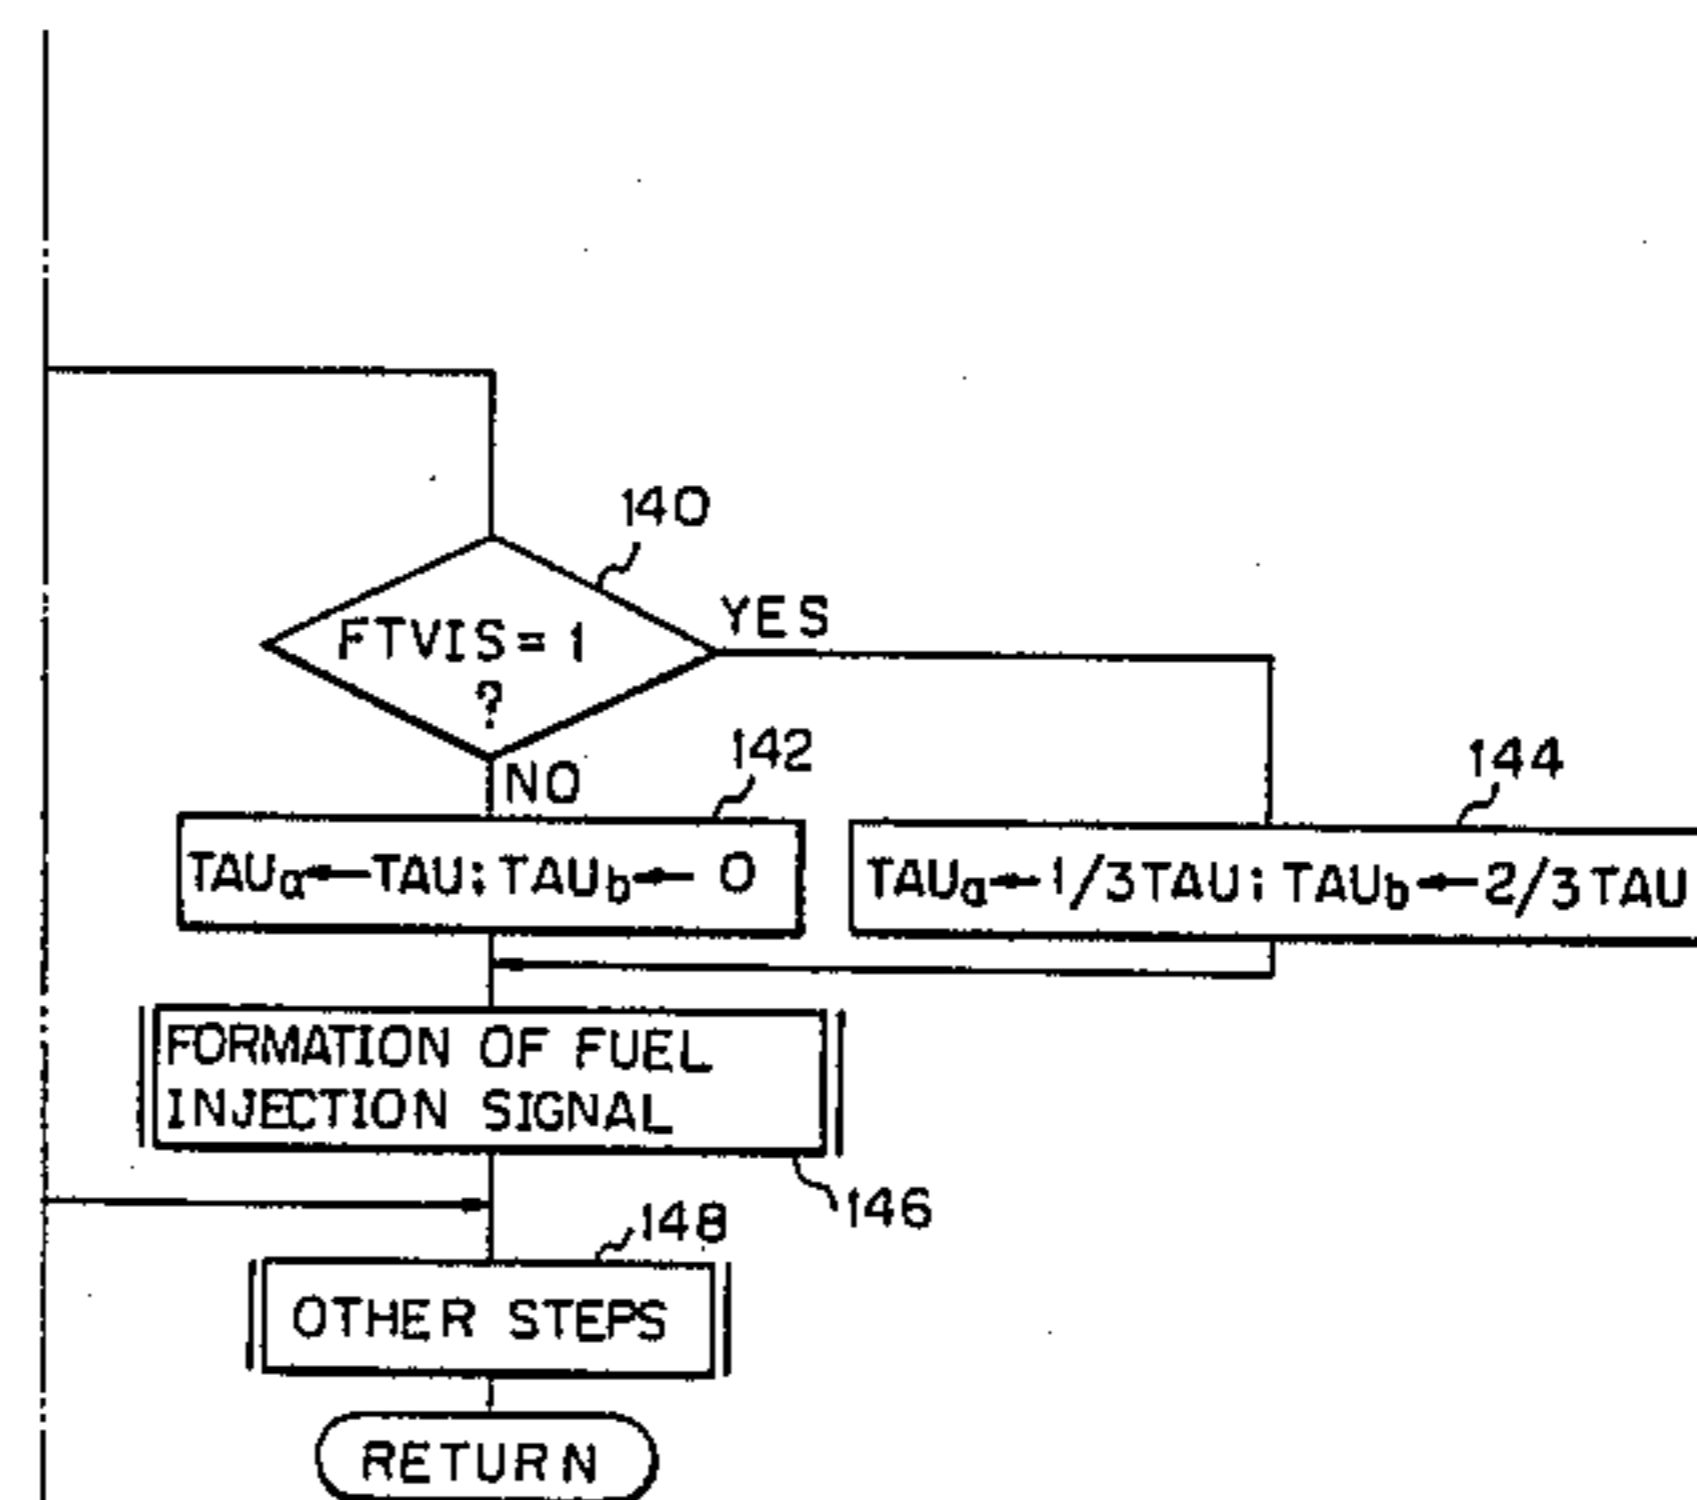 140
FTVIS = 1
?
YES
NO
142
144
TAUa←TAU; TAUb← 0
TAUa←1/3TAU; TAUb←2/3TAU
FORMATION OF FUEL
INJECTION SIGNAL
146
148
OTHER STEPS
RETURN